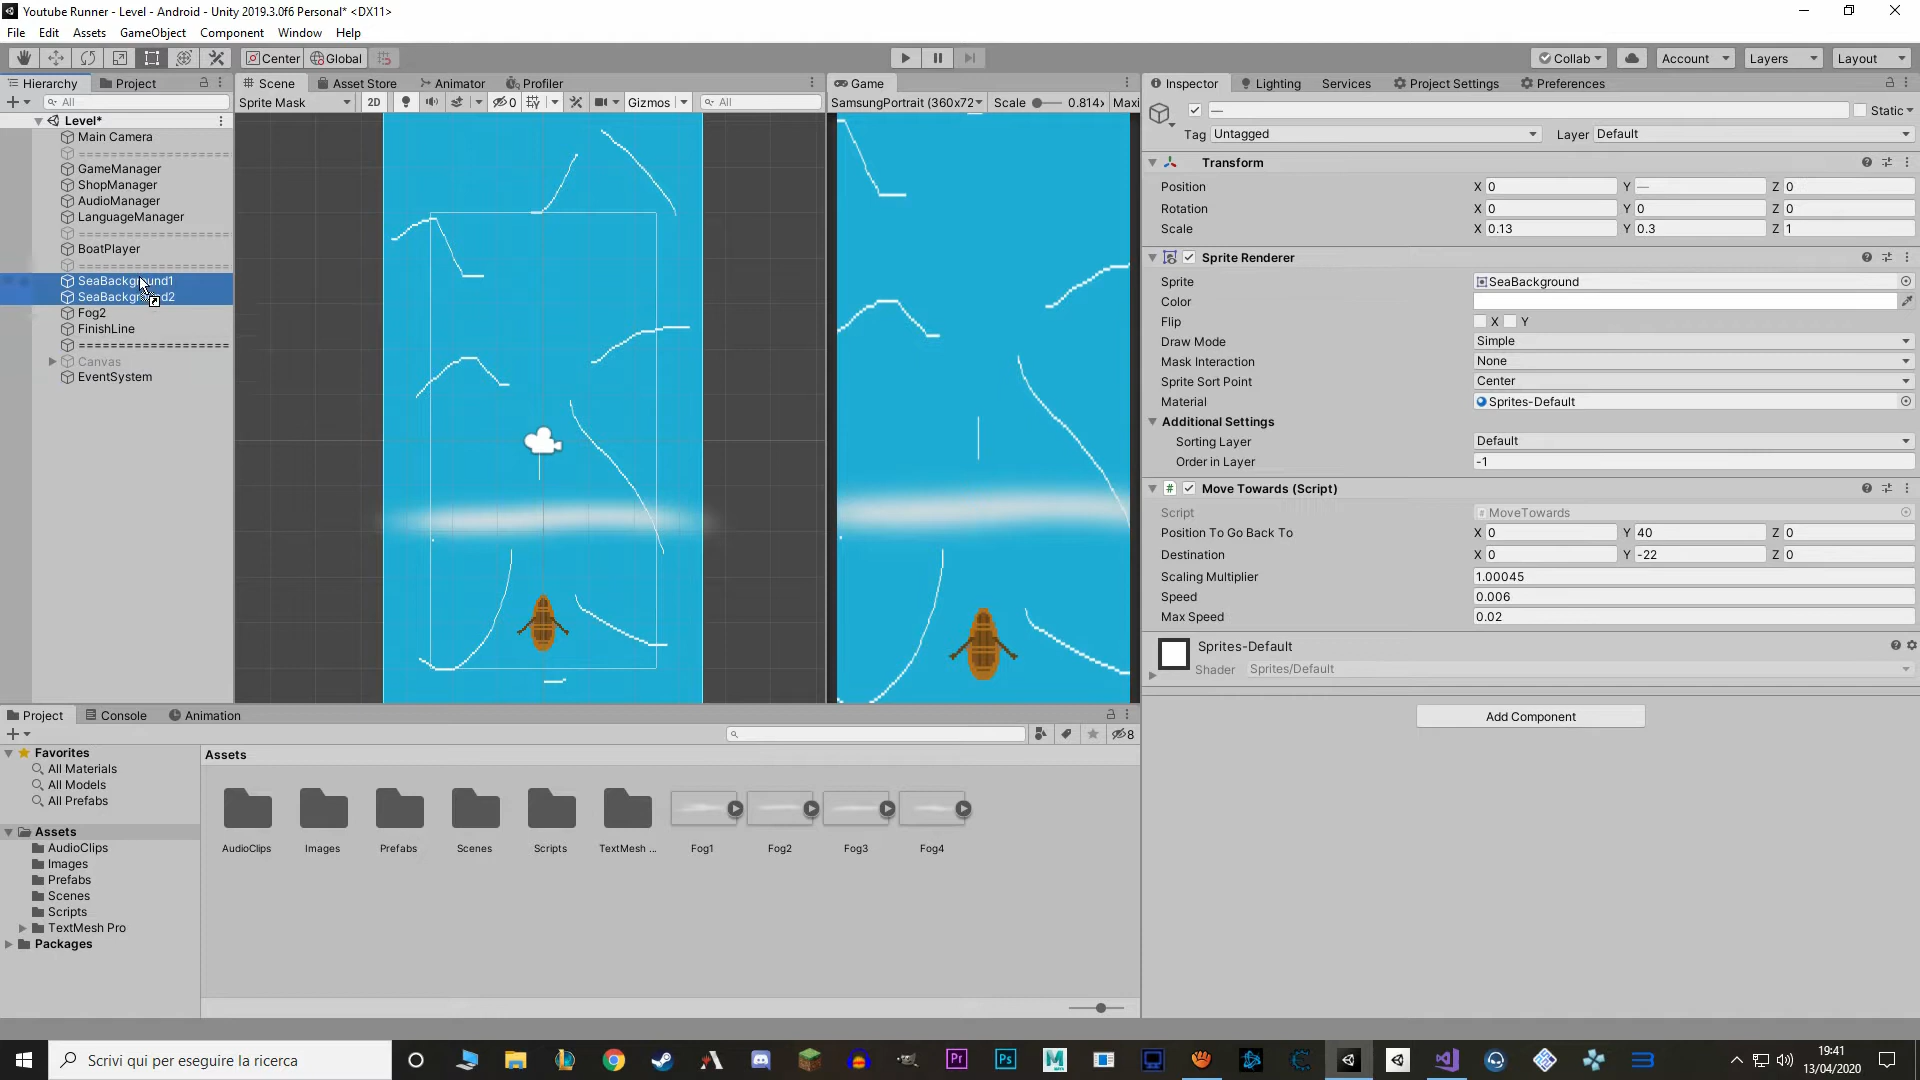 Youtube Runner - Level - Android - Unity 2019.3.0f6 Personal* <DX11>
File Edit Assets GameObject Component Window Help
Center Global
Collab Account Layers Layout
Hierarchy Project
All
Level*
Main Camera
====================
GameManager
ShopManager
AudioManager
LanguageManager
====================
BoatPlayer
====================
SeaBackground1
SeaBackground2
Fog2
FinishLine
====================
Canvas
EventSystem
Scene Asset Store Animator Profiler
Sprite Mask 2D 0 Gizmos All
Game
SamsungPortrait (360x72 Scale 0.814x Maxi
Inspector Lighting Services Project Settings Preferences
— Static
Tag Untagged Layer Default
Transform
Position X 0 Y — Z 0
Rotation X 0 Y 0 Z 0
Scale X 0.13 Y 0.3 Z 1
Sprite Renderer
Sprite SeaBackground
Color
Flip X Y
Draw Mode Simple
Mask Interaction None
Sprite Sort Point Center
Material Sprites-Default
Additional Settings
Sorting Layer Default
Order in Layer -1
Move Towards (Script)
Script MoveTowards
Position To Go Back To X 0 Y 40 Z 0
Destination X 0 Y -22 Z 0
Scaling Multiplier 1.00045
Speed 0.006
Max Speed 0.02
Sprites-Default
Shader Sprites/Default
Add Component
Project Console Animation
8
Favorites
All Materials
All Models
All Prefabs
Assets
AudioClips
Images
Prefabs
Scenes
Scripts
TextMesh Pro
Packages
Assets
AudioClips Images Prefabs Scenes Scripts TextMesh ... Fog1 Fog2 Fog3 Fog4
Scrivi qui per eseguire la ricerca
19:41
13/04/2020